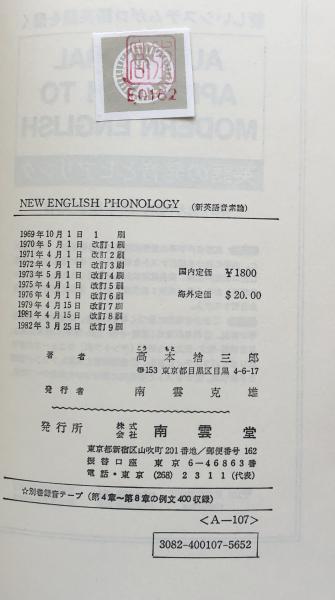 E0162
NEW ENGLISH PHONOLOGY (新英語音素論)
1969年10月1日 1 刷
1970年5月1日 改訂1刷
1971年4月1日 改訂2刷
1972年4月1日 改訂3刷
1973年5月1日 改訂4刷
1975年4月1日 改訂5刷
1976年4月1日 改訂6刷
1979年4月15日 改訂7刷
1981年4月15日 改訂8刷
1982年3月25日 改訂9刷
国内定価 ¥1800
海外定価 $20.00
こう もと
著者 高本捨三郎
〠153 東京都目黒区目黒4-6-17
発行者 南雲克雄
発行所 株式会社 南雲堂
東京都新宿区山吹町201番地/郵便番号162
振替口座 東京6-46863番
電話・東京(268)2311(代表)
☆別巻録音テープ(第4章~第8章の例文400収録)
<A-107>
3082-400107-5652